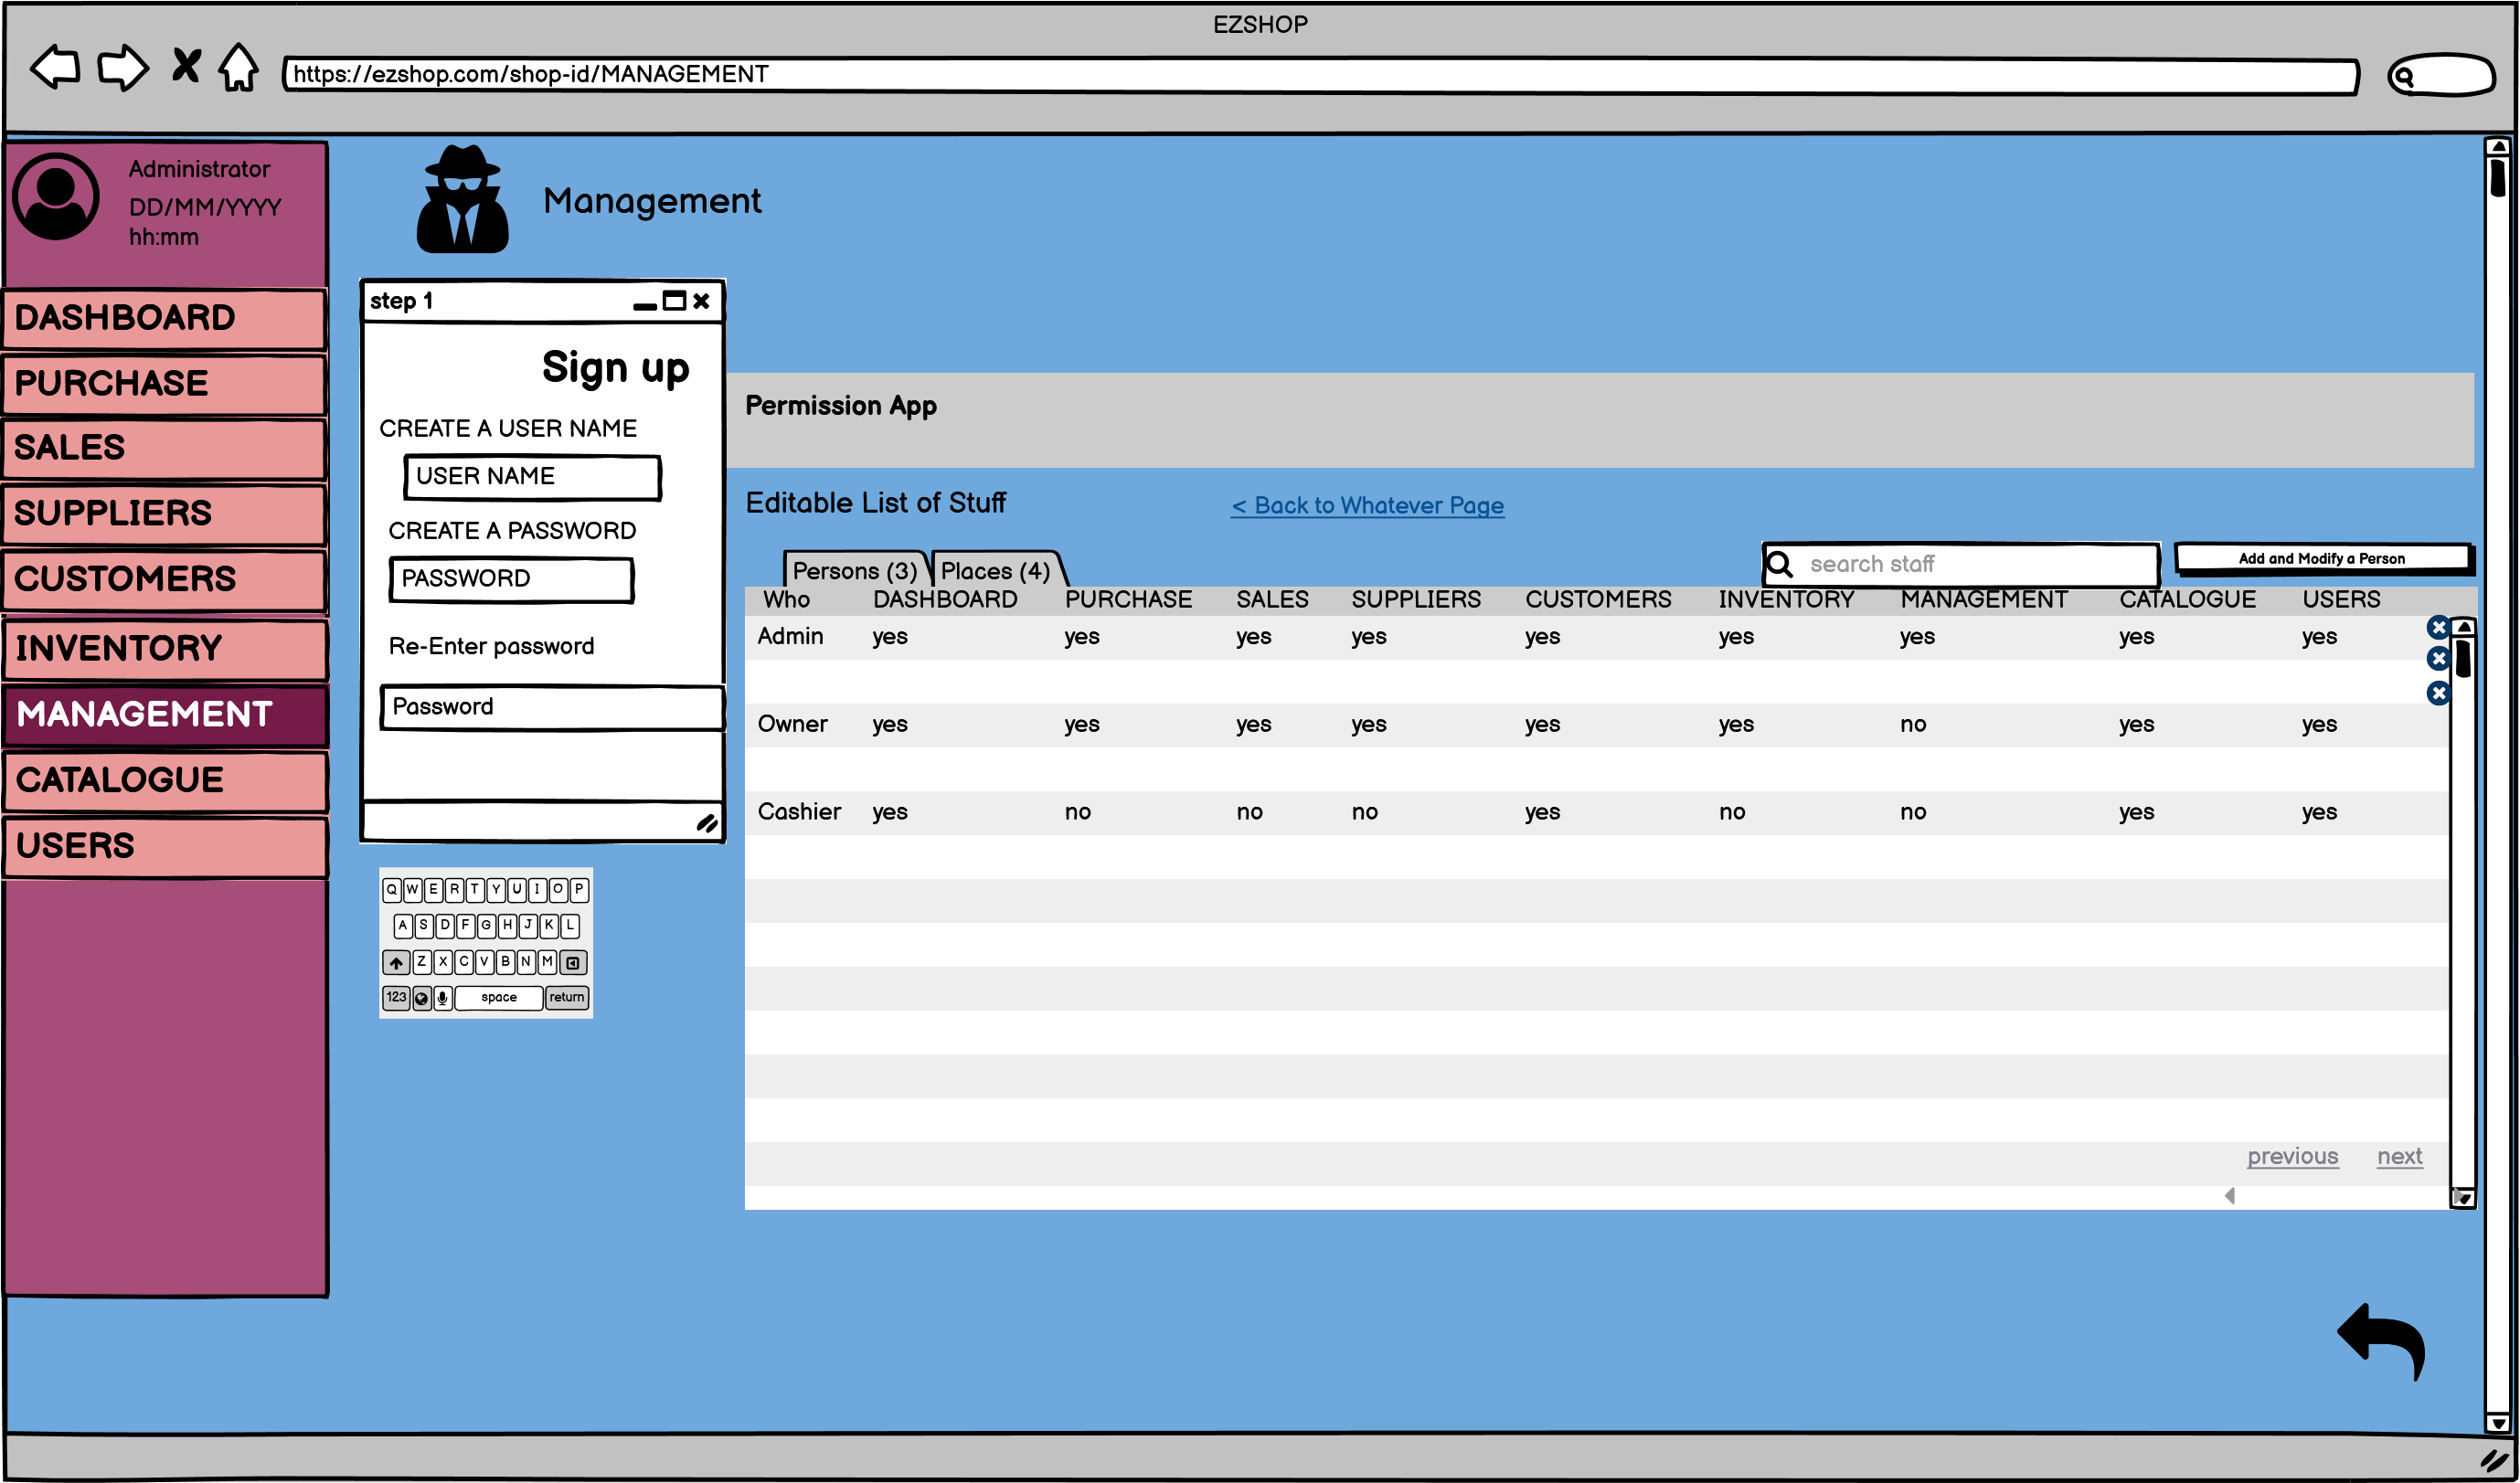 EZSHOP
https://ezshop.com/shop-id/MANAGEMENT
Administrator
DD/MM/YYYY
hh:mm
DASHBOARD
PURCHASE
SALES
SUPPLIERS
CUSTOMERS
INVENTORY
MANAGEMENT
CATALOGUE
USERS
Management
step 1
Sign up
CREATE A USER NAME
USER NAME
CREATE A PASSWORD
PASSWORD
Re-Enter password
Password
Q W E R T Y U I O P
A S D F G H J K L
Z X C V B N M
123 space return
Permission App
Editable List of Stuff
< Back to Whatever Page
Persons (3) Places (4)
search staff
Add and Modify a Person
Who DASHBOARD PURCHASE SALES SUPPLIERS CUSTOMERS INVENTORY MANAGEMENT CATALOGUE USERS
Admin yes yes yes yes yes yes yes yes yes
Owner yes yes yes yes yes yes no yes yes
Cashier yes no no no yes no no yes yes
previous next